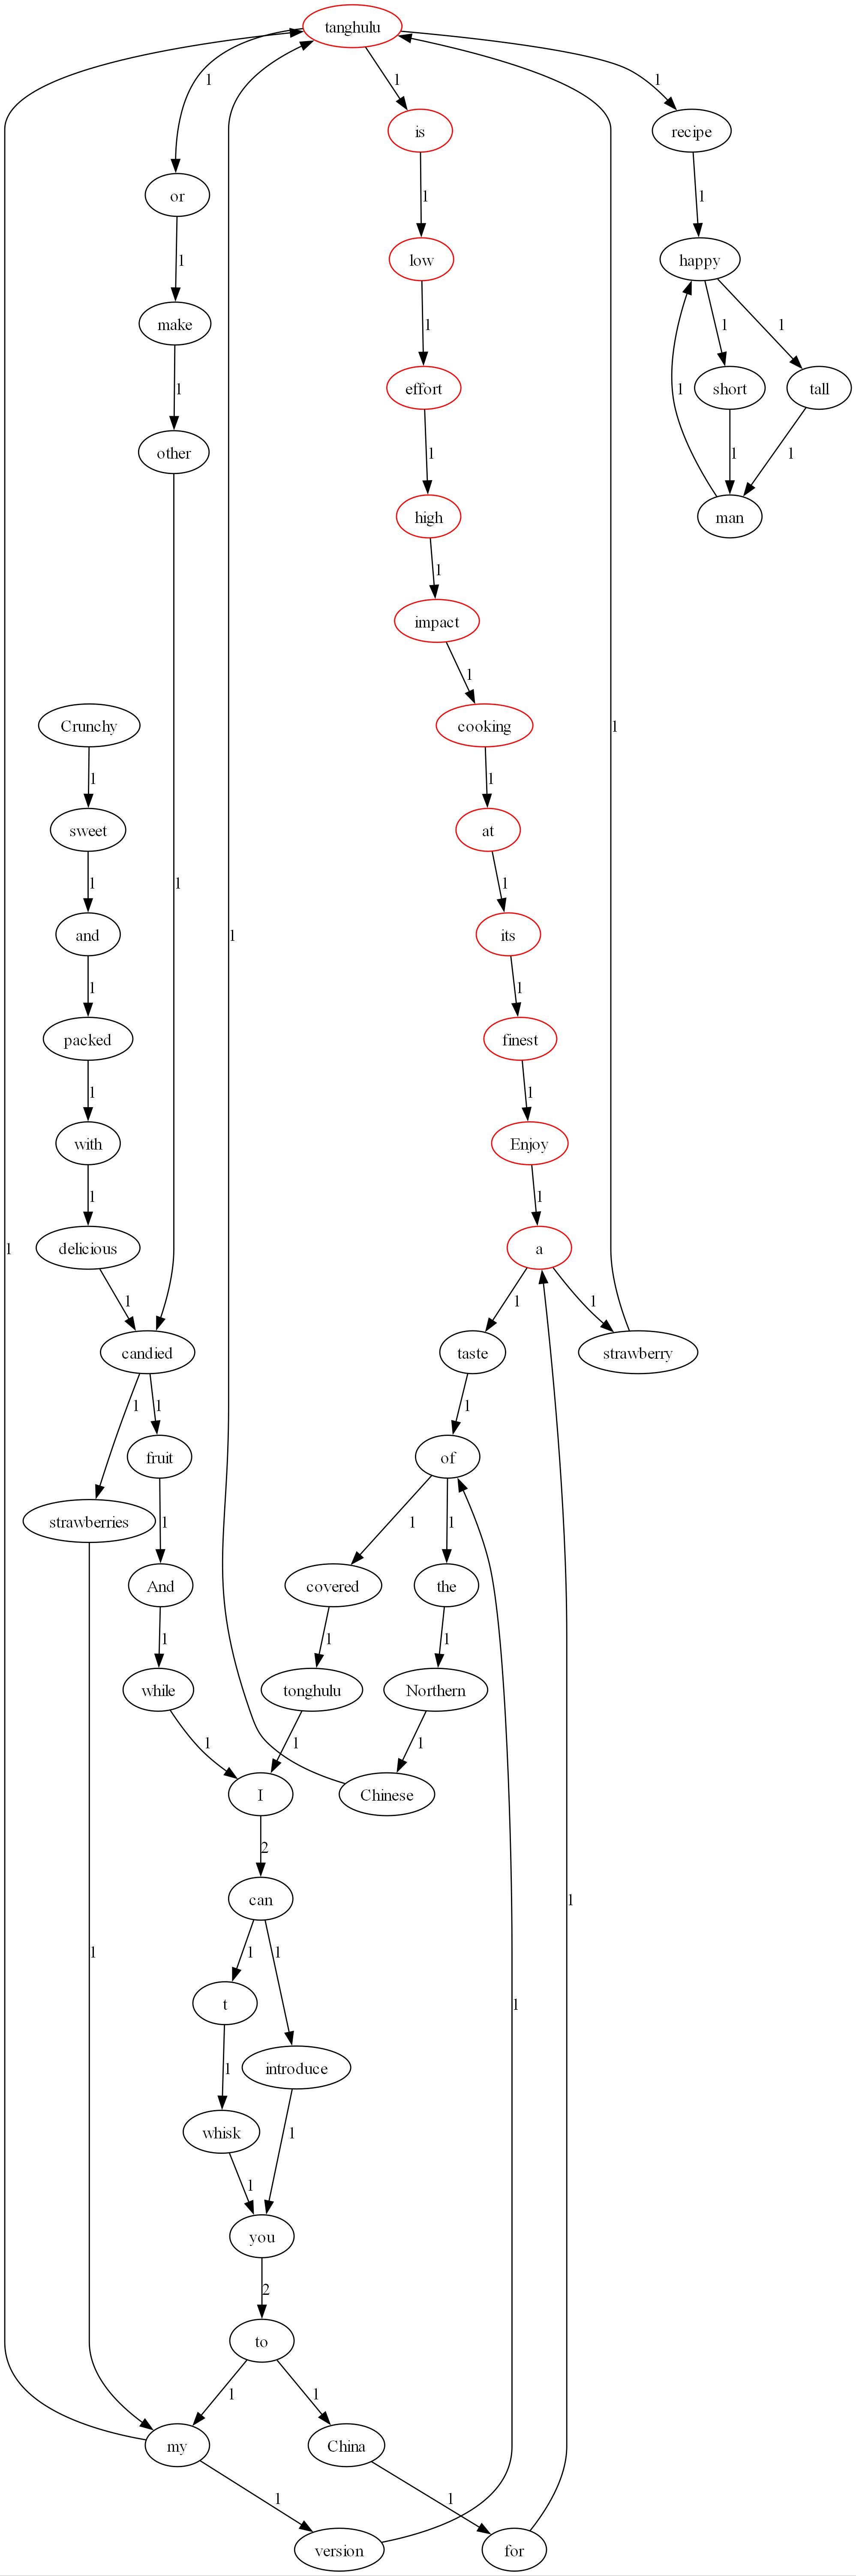 tanghulu
1
1
1
is
recipe
or
1
1
1
low
happy
make
1
1
1
1
1
effort
short
tall
other
1
1
1
high
man
1
impact
1
Crunchy
cooking
1
1
1
sweet
at
1
1
1
and
its
1
1
1
packed
finest
1
1
with
Enjoy
1
1
delicious
a
1
1
1
1
candied
taste
strawberry
1
1
1
fruit
of
strawberries
1
1
1
And
covered
the
1
1
1
while
tonghulu
Northern
1
1
1
I
Chinese
2
1
can
1
1
1
t
1
1
introduce
whisk
1
1
you
2
to
1
1
my
China
1
1
version
for